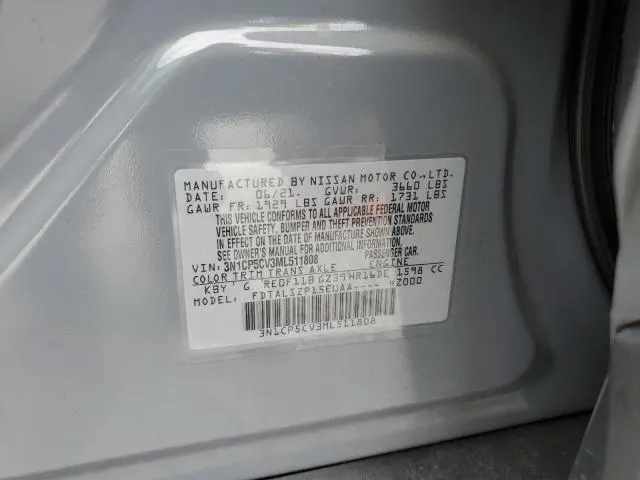 MANUFACTURED BY NISSAN MOTOR CO.,LTD.
DATE: 06/21. GVWR: 3660 LBS
GAWR FR: 1929 LBS GAWR RR: 1731 LBS
THIS VEHICLE CONFORMS TO ALL APPLICABLE FEDERAL MOTOR
VEHICLE SAFETY, BUMPER AND THEFT PREVENTION STANDARDS
IN EFFECT ON THE DATE OF MANUFACTURE SHOWN ABOVE.
SEE OWNER'S MANUAL FOR ADDITIONAL INFORMATION.
VIN: 3N1CP5CV3ML511808 PASSENGER CAR.
COLOR TRIM TRANS AXLE ENGINE
KBY G RE0F11B GZ39 HR16DE 1598 CC
FDTALSZP15EUAA---- 4Z000
3N1CP5CV3ML511808